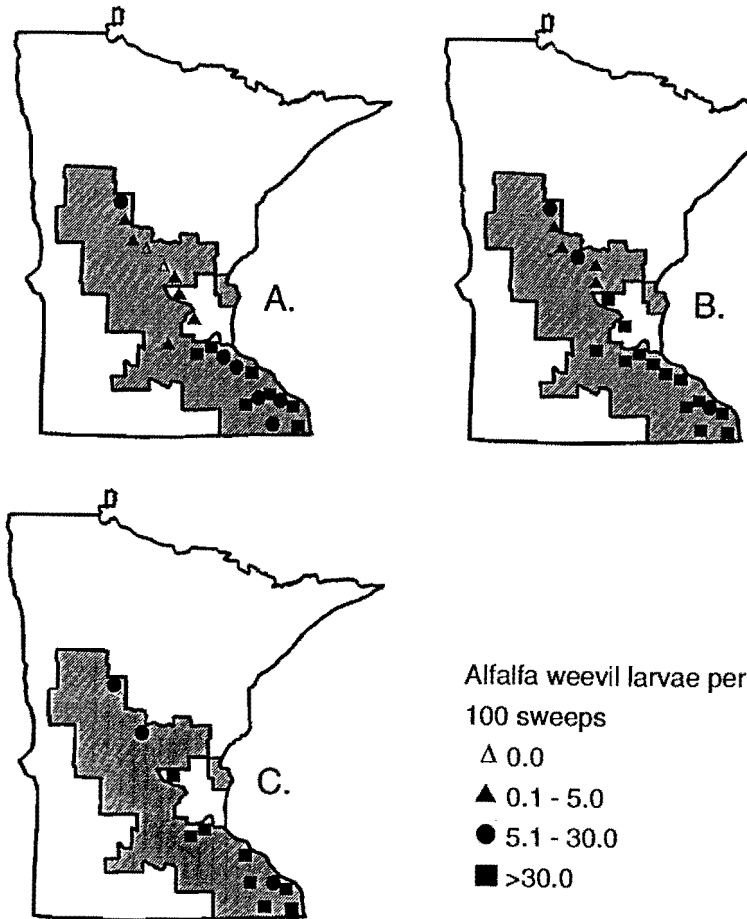 A.
B.
C.
Alfalfa weevil larvae per
100 sweeps
0.0
0.1 - 5.0
5.1 - 30.0
>30.0